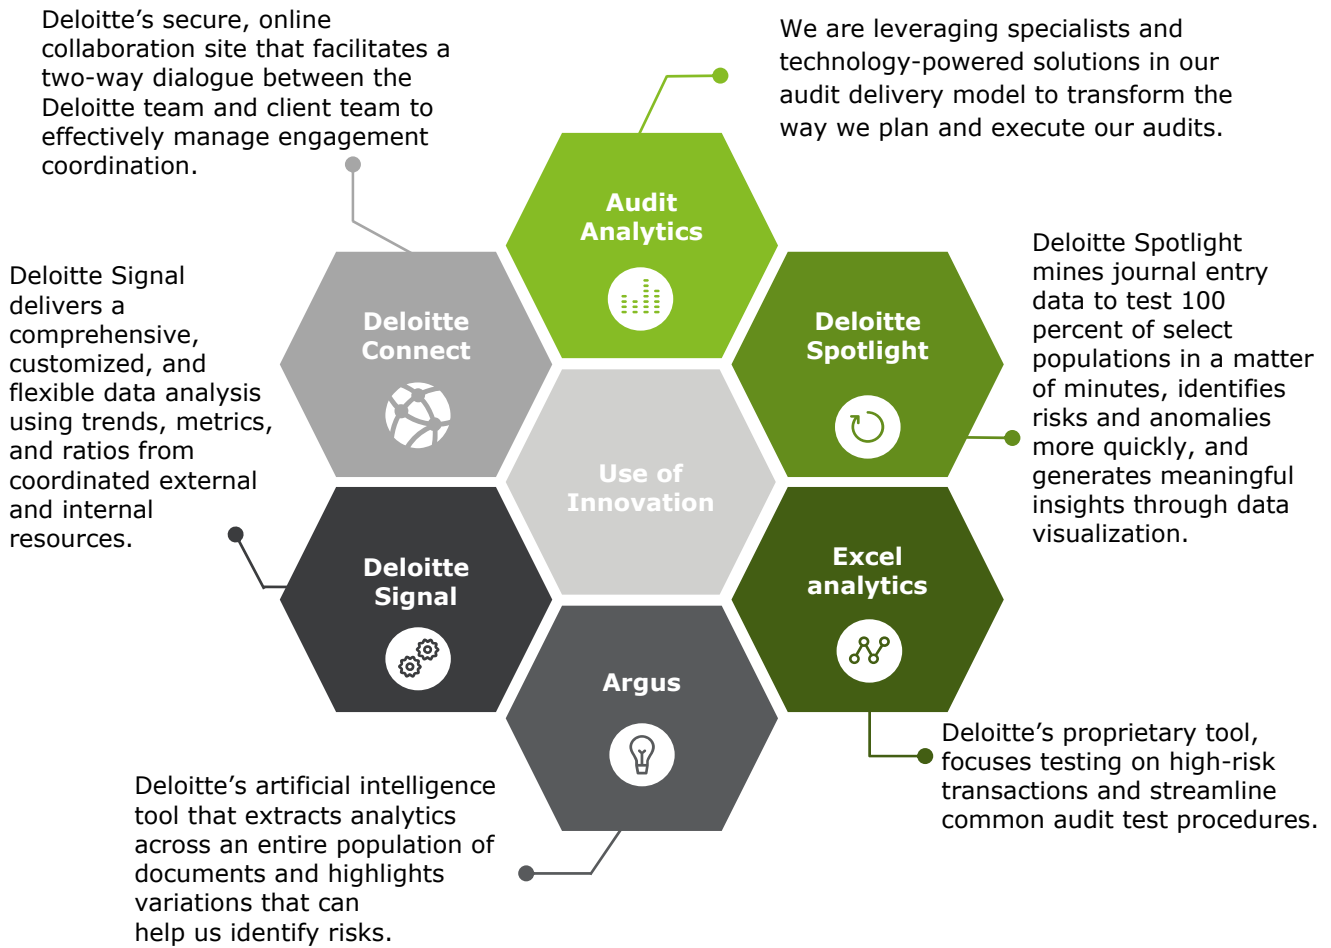 Deloitte’s secure, online
collaboration site that facilitates a
two-way dialogue between the
Deloitte team and client team to
effectively manage engagement
coordination.
We are leveraging specialists and
technology-powered solutions in our
audit delivery model to transform the
way we plan and execute our audits.
Audit
Analytics
Deloitte Signal
delivers a
comprehensive,
customized, and
flexible data analysis
using trends, metrics,
and ratios from
coordinated external
and internal
resources.
Deloitte
Connect
Deloitte
Spotlight
Deloitte Spotlight
mines journal entry
data to test 100
percent of select
populations in a matter
of minutes, identifies
risks and anomalies
more quickly, and
generates meaningful
insights through data
visualization.
Use of
Innovation
Deloitte
Signal
Excel
analytics
Argus
Deloitte’s proprietary tool,
focuses testing on high-risk
transactions and streamline
common audit test procedures.
Deloitte’s artificial intelligence
tool that extracts analytics
across an entire population of
documents and highlights
variations that can
help us identify risks.